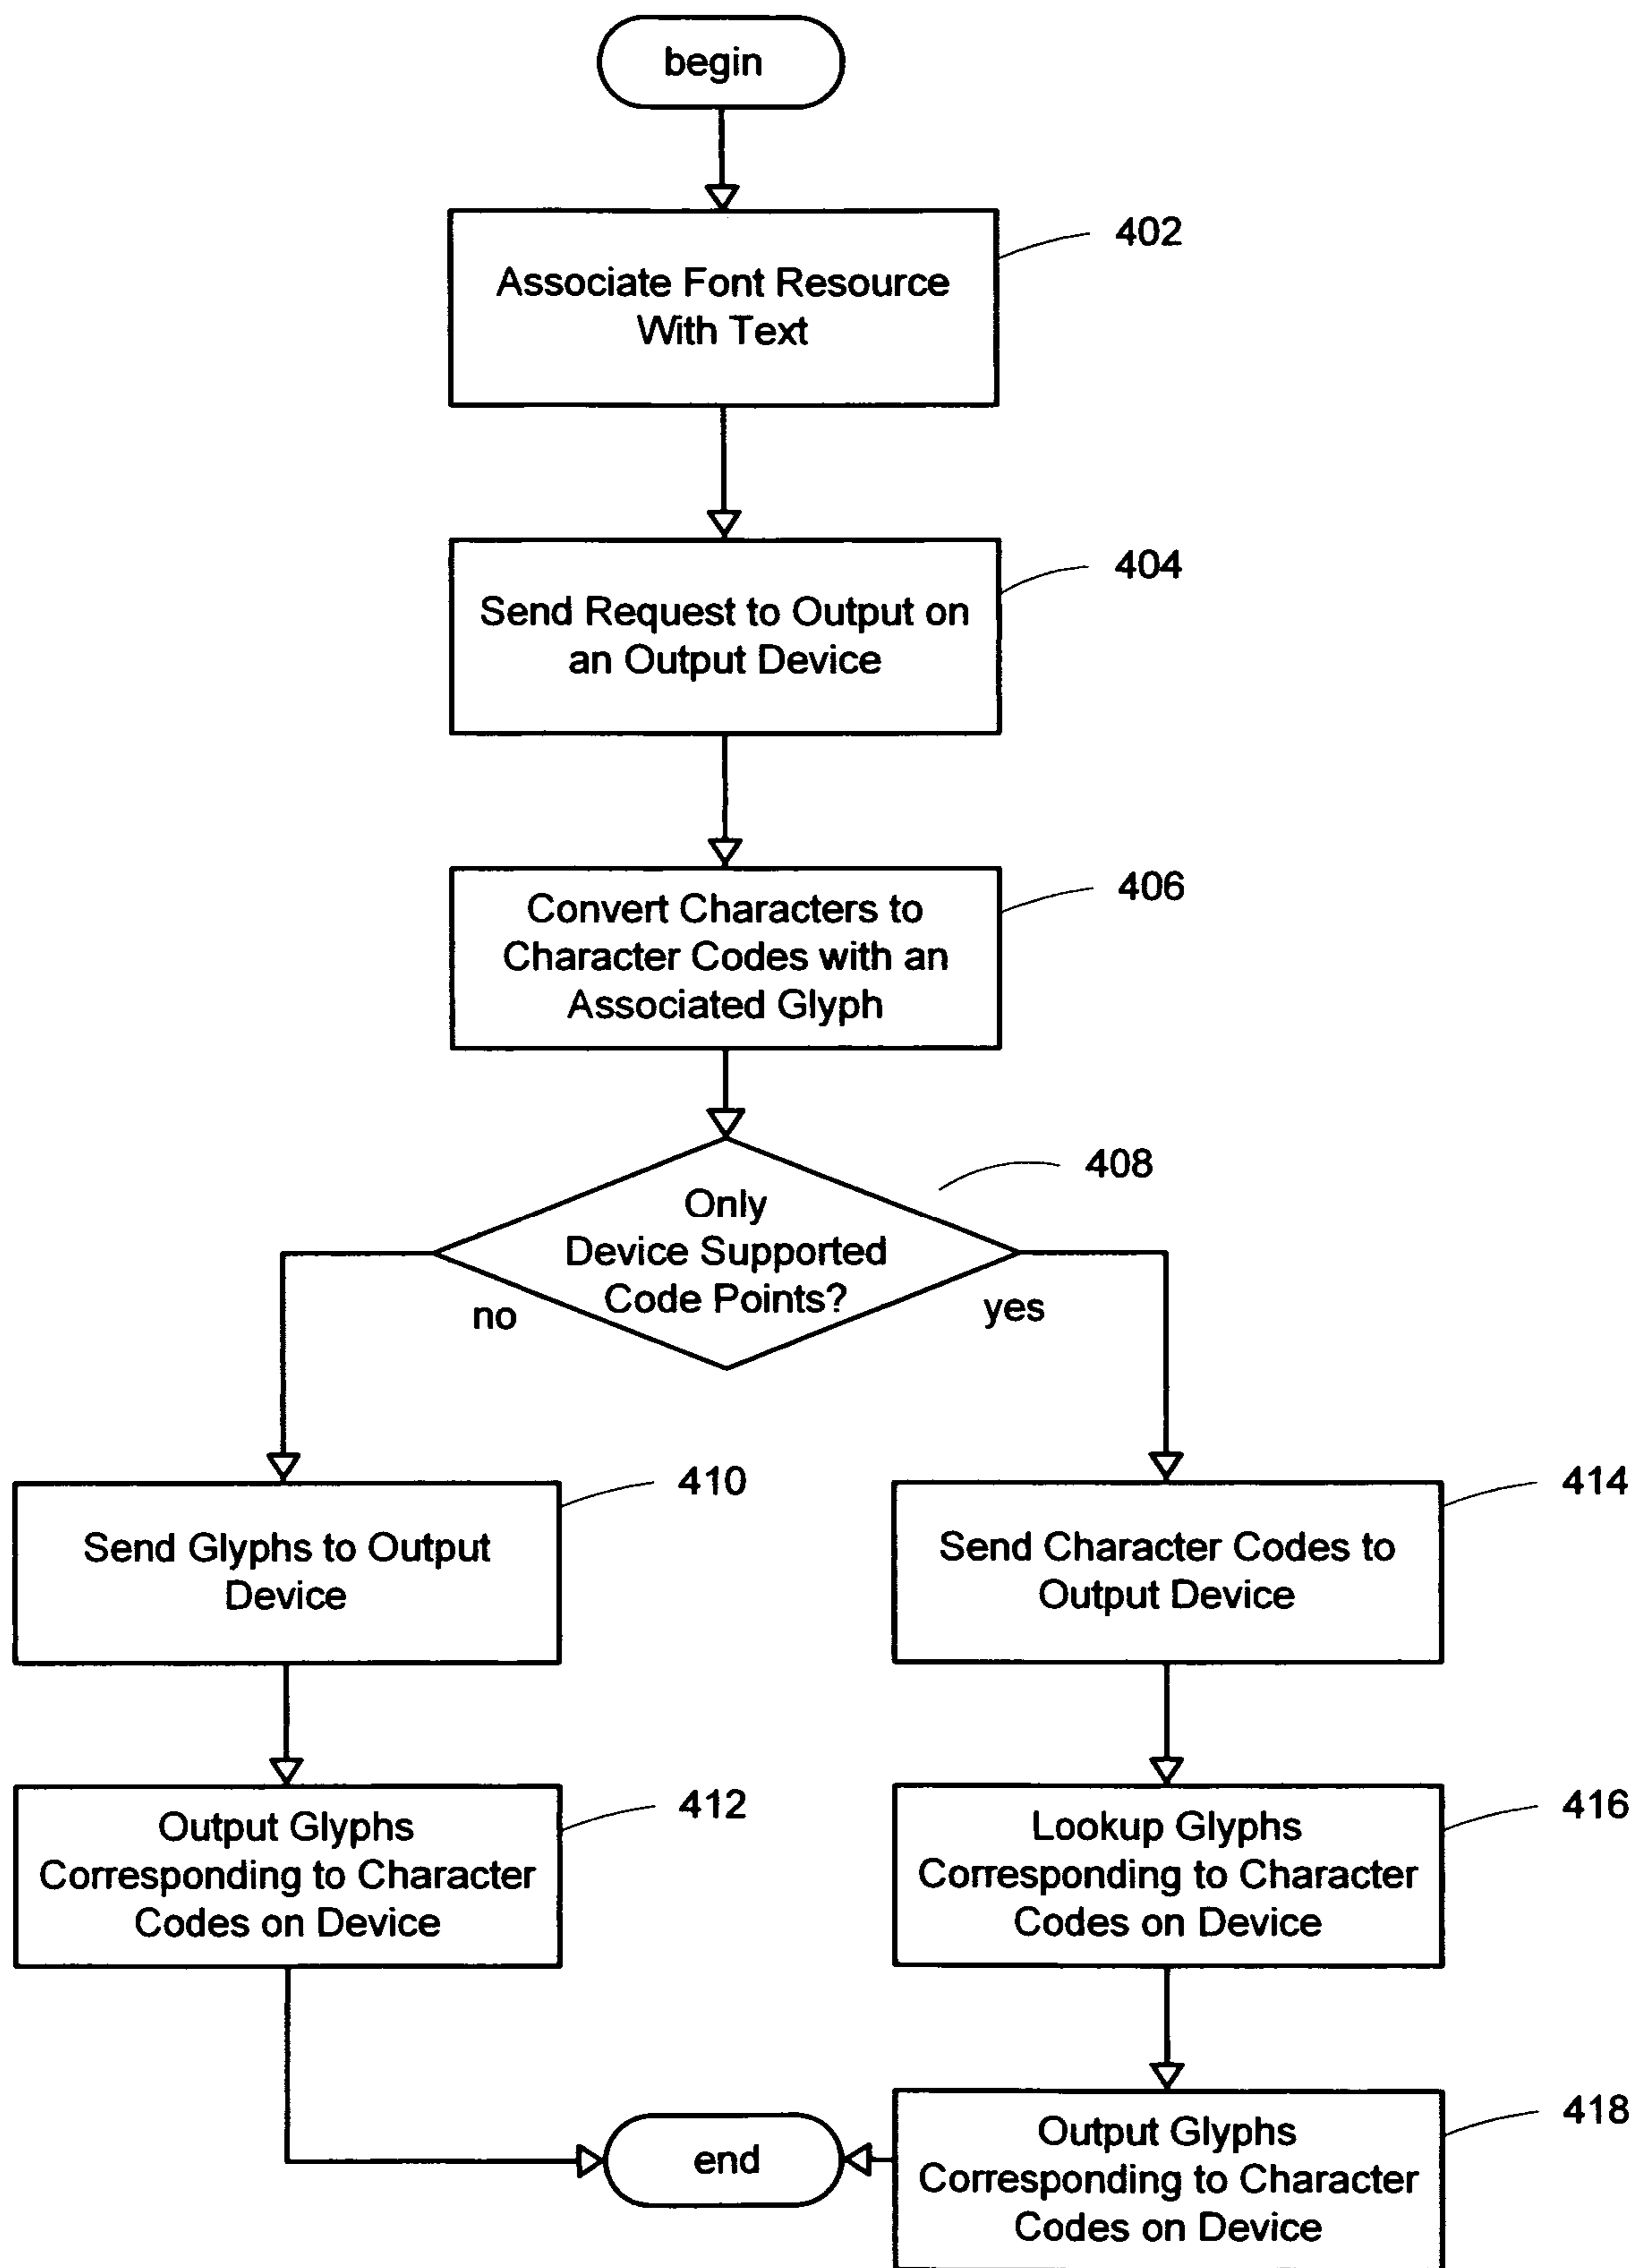 begin
402
Associate Font Resource
With Text
404
Send Request to Output on
an Output Device
406
Convert Characters to
Character Codes with an
Associated Glyph
408
Only
Device Supported
Code Points?
no
yes
410
Send Glyphs to Output
Device
414
Send Character Codes to
Output Device
412
Output Glyphs
Corresponding to Character
Codes on Device
416
Lookup Glyphs
Corresponding to Character
Codes on Device
end
418
Output Glyphs
Corresponding to Character
Codes on Device